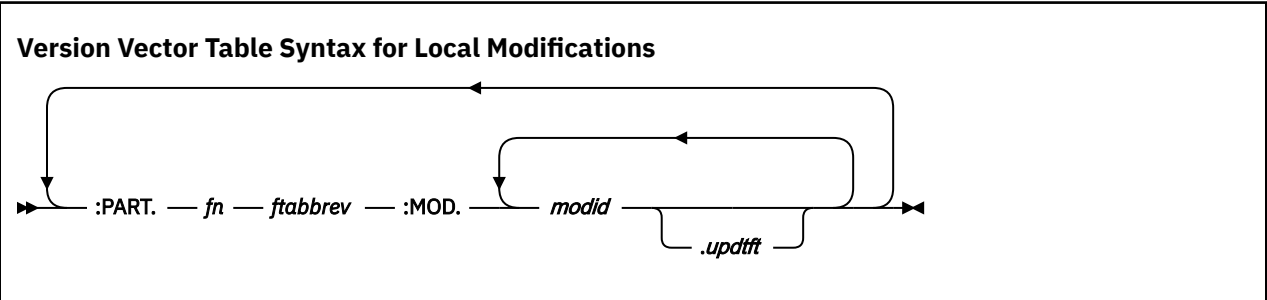 Version Vector Table Syntax for Local Modifications
:PART. fn ftabbrev :MOD. modid
.updtft